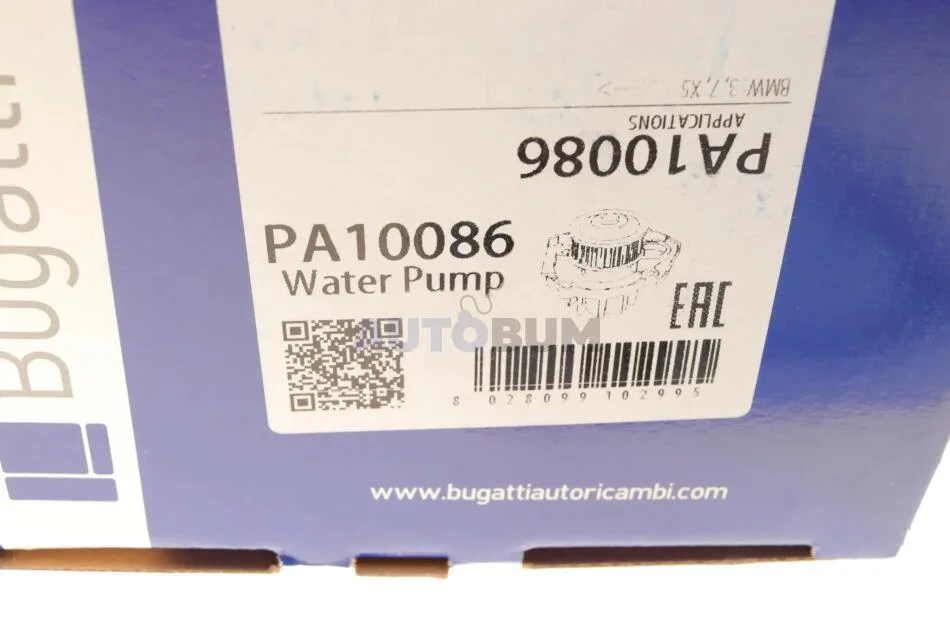 Bugatti
BMW: 3, 7, X5 --->
APPLICATIONS
PA10086
PA10086
Water Pump
EAC
AUTOBUM
8 028099 102995
www.bugattiautoricambi.com